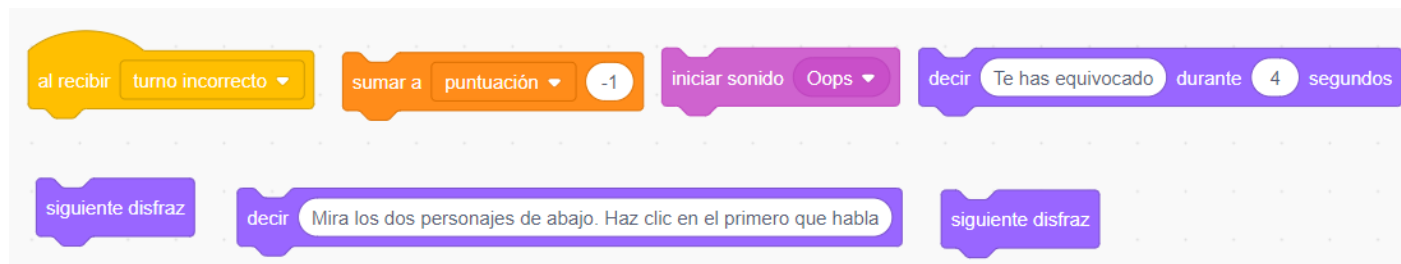 al recibir turno incorrecto
sumar a puntuación -1
iniciar sonido Oops
decir Te has equivocado durante 4 segundos
siguiente disfraz
decir Mira los dos personajes de abajo. Haz clic en el primero que habla
siguiente disfraz